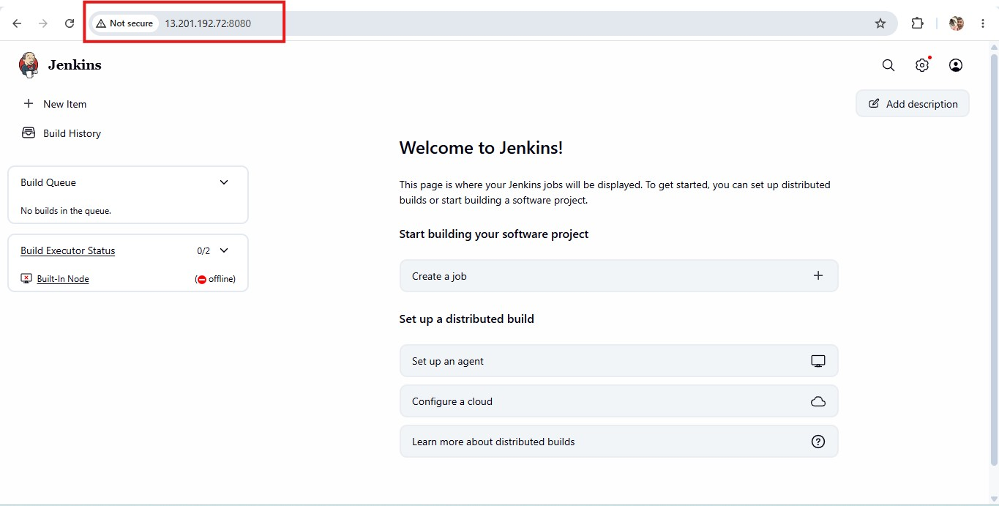 Not secure 13.201.192.72:8080
Jenkins
New Item
Add description
Build History
Welcome to Jenkins!
This page is where your Jenkins jobs will be displayed. To get started, you can set up distributed
builds or start building a software project.
Build Queue
No builds in the queue.
Build Executor Status 0/2
Built-In Node (offline)
Start building your software project
Create a job
Set up a distributed build
Set up an agent
Configure a cloud
Learn more about distributed builds